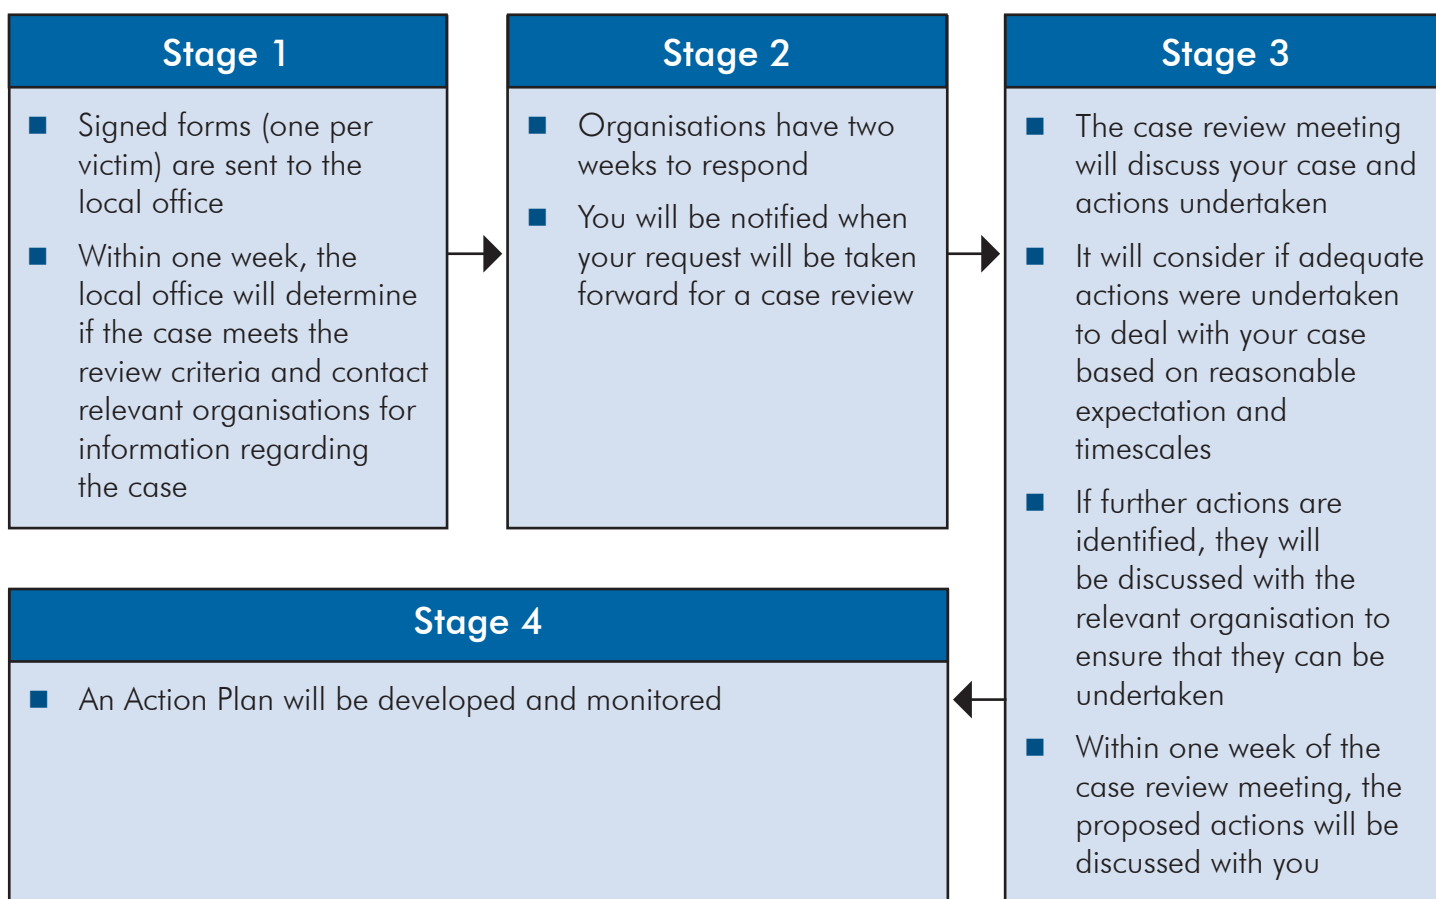 Stage 1
Signed forms (one per
victim) are sent to the
local office
Within one week, the
local office will determine
if the case meets the
review criteria and contact
relevant organisations for
information regarding
the case
Stage 2
Organisations have two
weeks to respond
You will be notified when
your request will be taken
forward for a case review
Stage 3
The case review meeting
will discuss your case and
actions undertaken
It will consider if adequate
actions were undertaken
to deal with your case
based on reasonable
expectation and
timescales
If further actions are
identified, they will
be discussed with the
relevant organisation to
ensure that they can be
undertaken
Within one week of the
case review meeting, the
proposed actions will be
discussed with you
Stage 4
An Action Plan will be developed and monitored